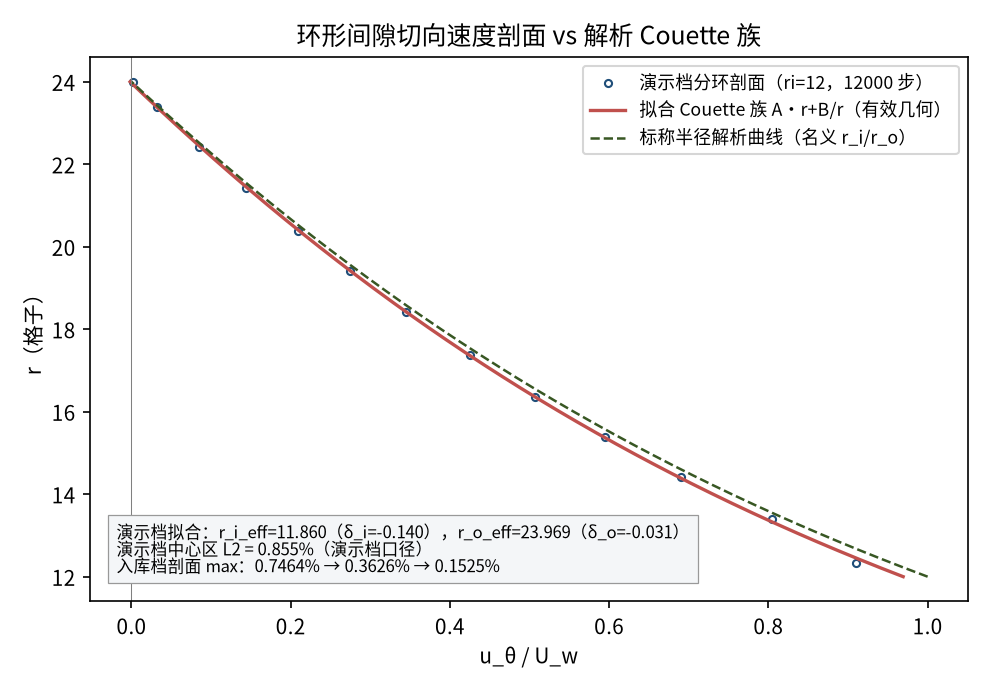 环形间隙切向速度剖面 vs 解析 Couette 族
演示档分环剖面（ri=12，12000 步）
拟合 Couette 族 A·r+B/r（有效几何）
标称半径解析曲线（名义 r_i/r_o）
24
22
20
18
16
14
12
r（格子）
演示档拟合：r_i_eff=11.860（δ_i=-0.140），r_o_eff=23.969（δ_o=-0.031）
演示档中心区 L2 = 0.855%（演示档口径）
入库档剖面 max：0.7464% → 0.3626% → 0.1525%
0.0
0.2
0.4
0.6
0.8
1.0
u_θ / U_w